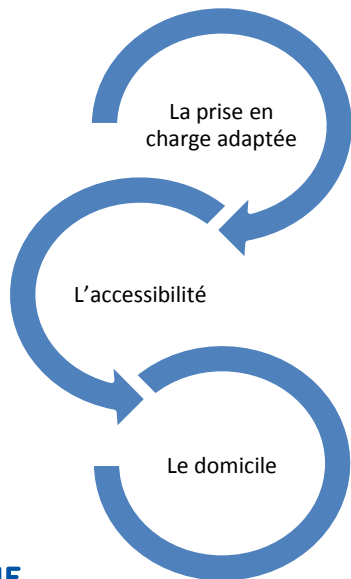 La prise en
charge adaptée
L'accessibilité
Le domicile